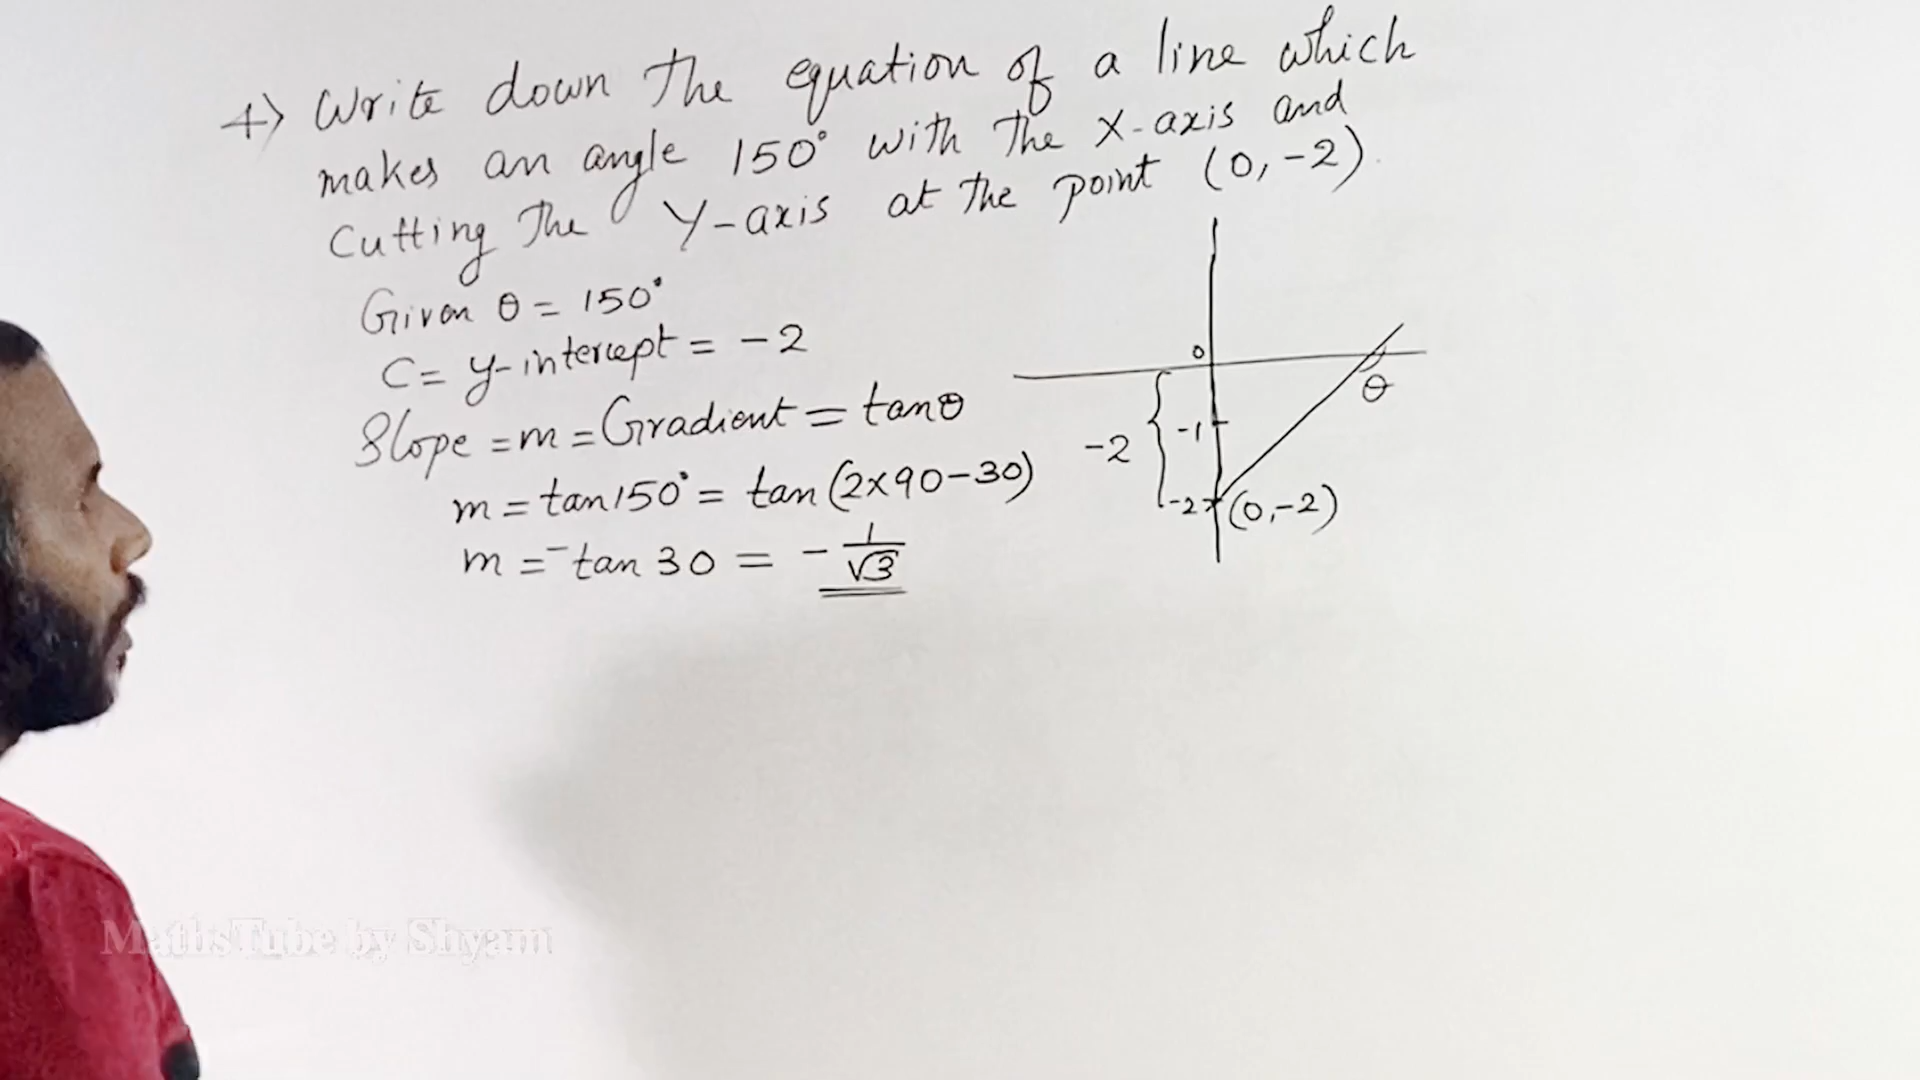 4) Write down the equation of a line which
makes an angle 150° with the X-axis and
Cutting the Y-axis at the point (0, -2).
Given θ = 150°
C = y-intercept = -2
Slope = m = Gradient = tanθ
m = tan150° = tan(2×90-30)
m = -tan 30 = - 1/√3
0
θ
-1
-2
-2 (0,-2)
MathsTube by Shyam